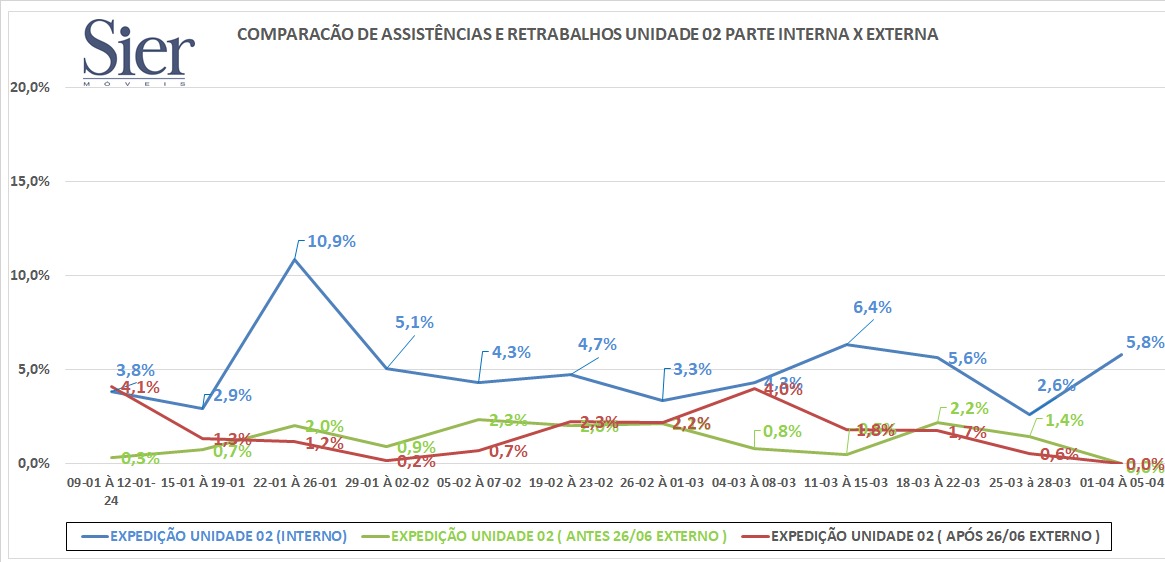 Sier
MOVEIS
COMPARACÃO DE ASSISTÊNCIAS E RETRABALHOS UNIDADE 02 PARTE INTERNA X EXTERNA
20,0%
15,0%
10,0%
5,0%
0,0%
3,8%
2,9%
10,9%
5,1%
4,3%
4,7%
3,3%
4,3%
6,4%
5,6%
2,6%
5,8%
0,3%
0,7%
2,0%
0,9%
2,3%
2,0%
0,8%
2,2%
1,4%
0,0%
4,1%
1,3%
1,2%
0,2%
0,7%
2,2%
4,0%
1,8%
1,7%
0,6%
0,0%
09-01 À 12-01-24
15-01 À 19-01
22-01 À 26-01
29-01 À 02-02
05-02 À 07-02
19-02 À 23-02
26-02 À 01-03
04-03 À 08-03
11-03 À 15-03
18-03 À 22-03
25-03 à 28-03
01-04 À 05-04
EXPEDIÇÃO UNIDADE 02 (INTERNO)
EXPEDIÇÃO UNIDADE 02 ( ANTES 26/06 EXTERNO )
EXPEDIÇÃO UNIDADE 02 ( APÓS 26/06 EXTERNO )